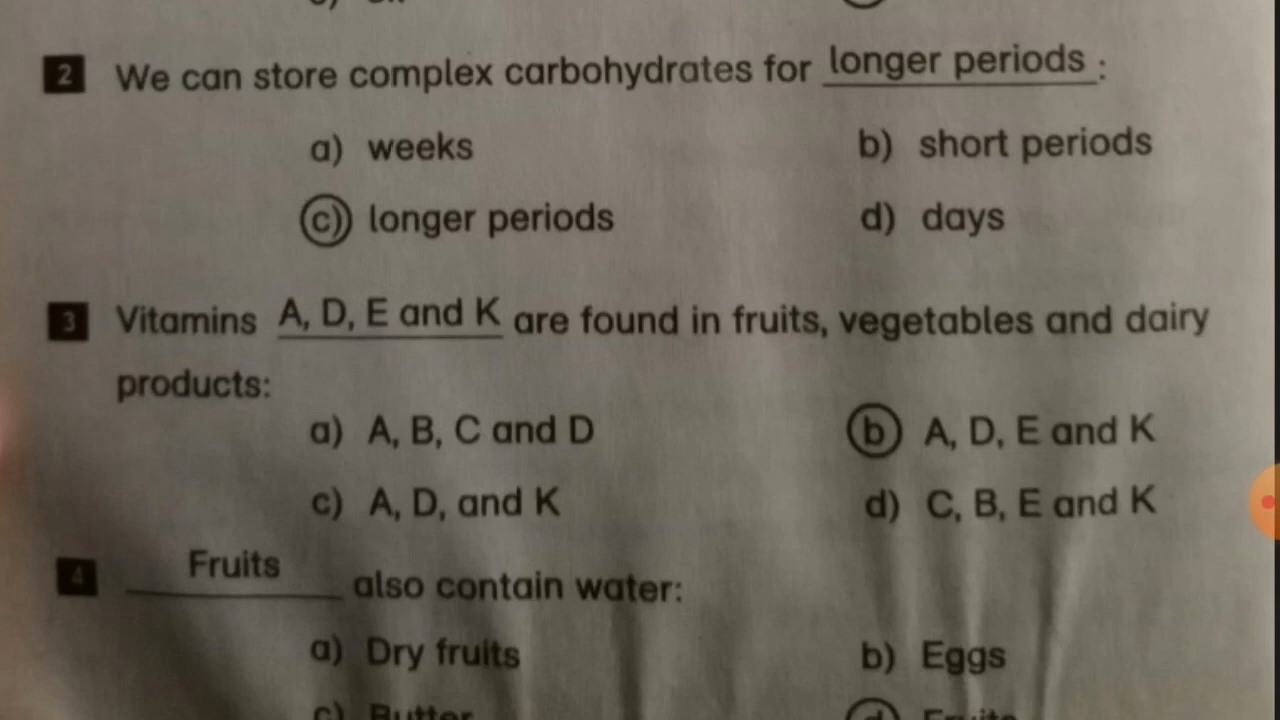 2 We can store complex carbohydrates for longer periods :
a) weeks b) short periods
c) longer periods d) days
3 Vitamins A, D, E and K are found in fruits, vegetables and dairy
products:
a) A, B, C and D b) A, D, E and K
c) A, D, and K d) C, B, E and K
4 Fruits also contain water:
a) Dry fruits b) Eggs
c) Butter d) Fruits